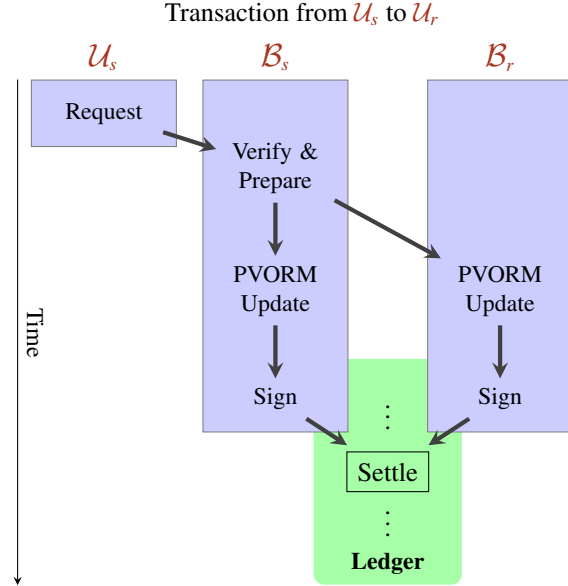 Transaction from 𝒰ₛ to 𝒰ᵣ
𝒰ₛ
ℬₛ
ℬᵣ
Request
Verify &
Prepare
PVORM
Update
PVORM
Update
Time
Sign
Sign
⋮
Settle
⋮
Ledger